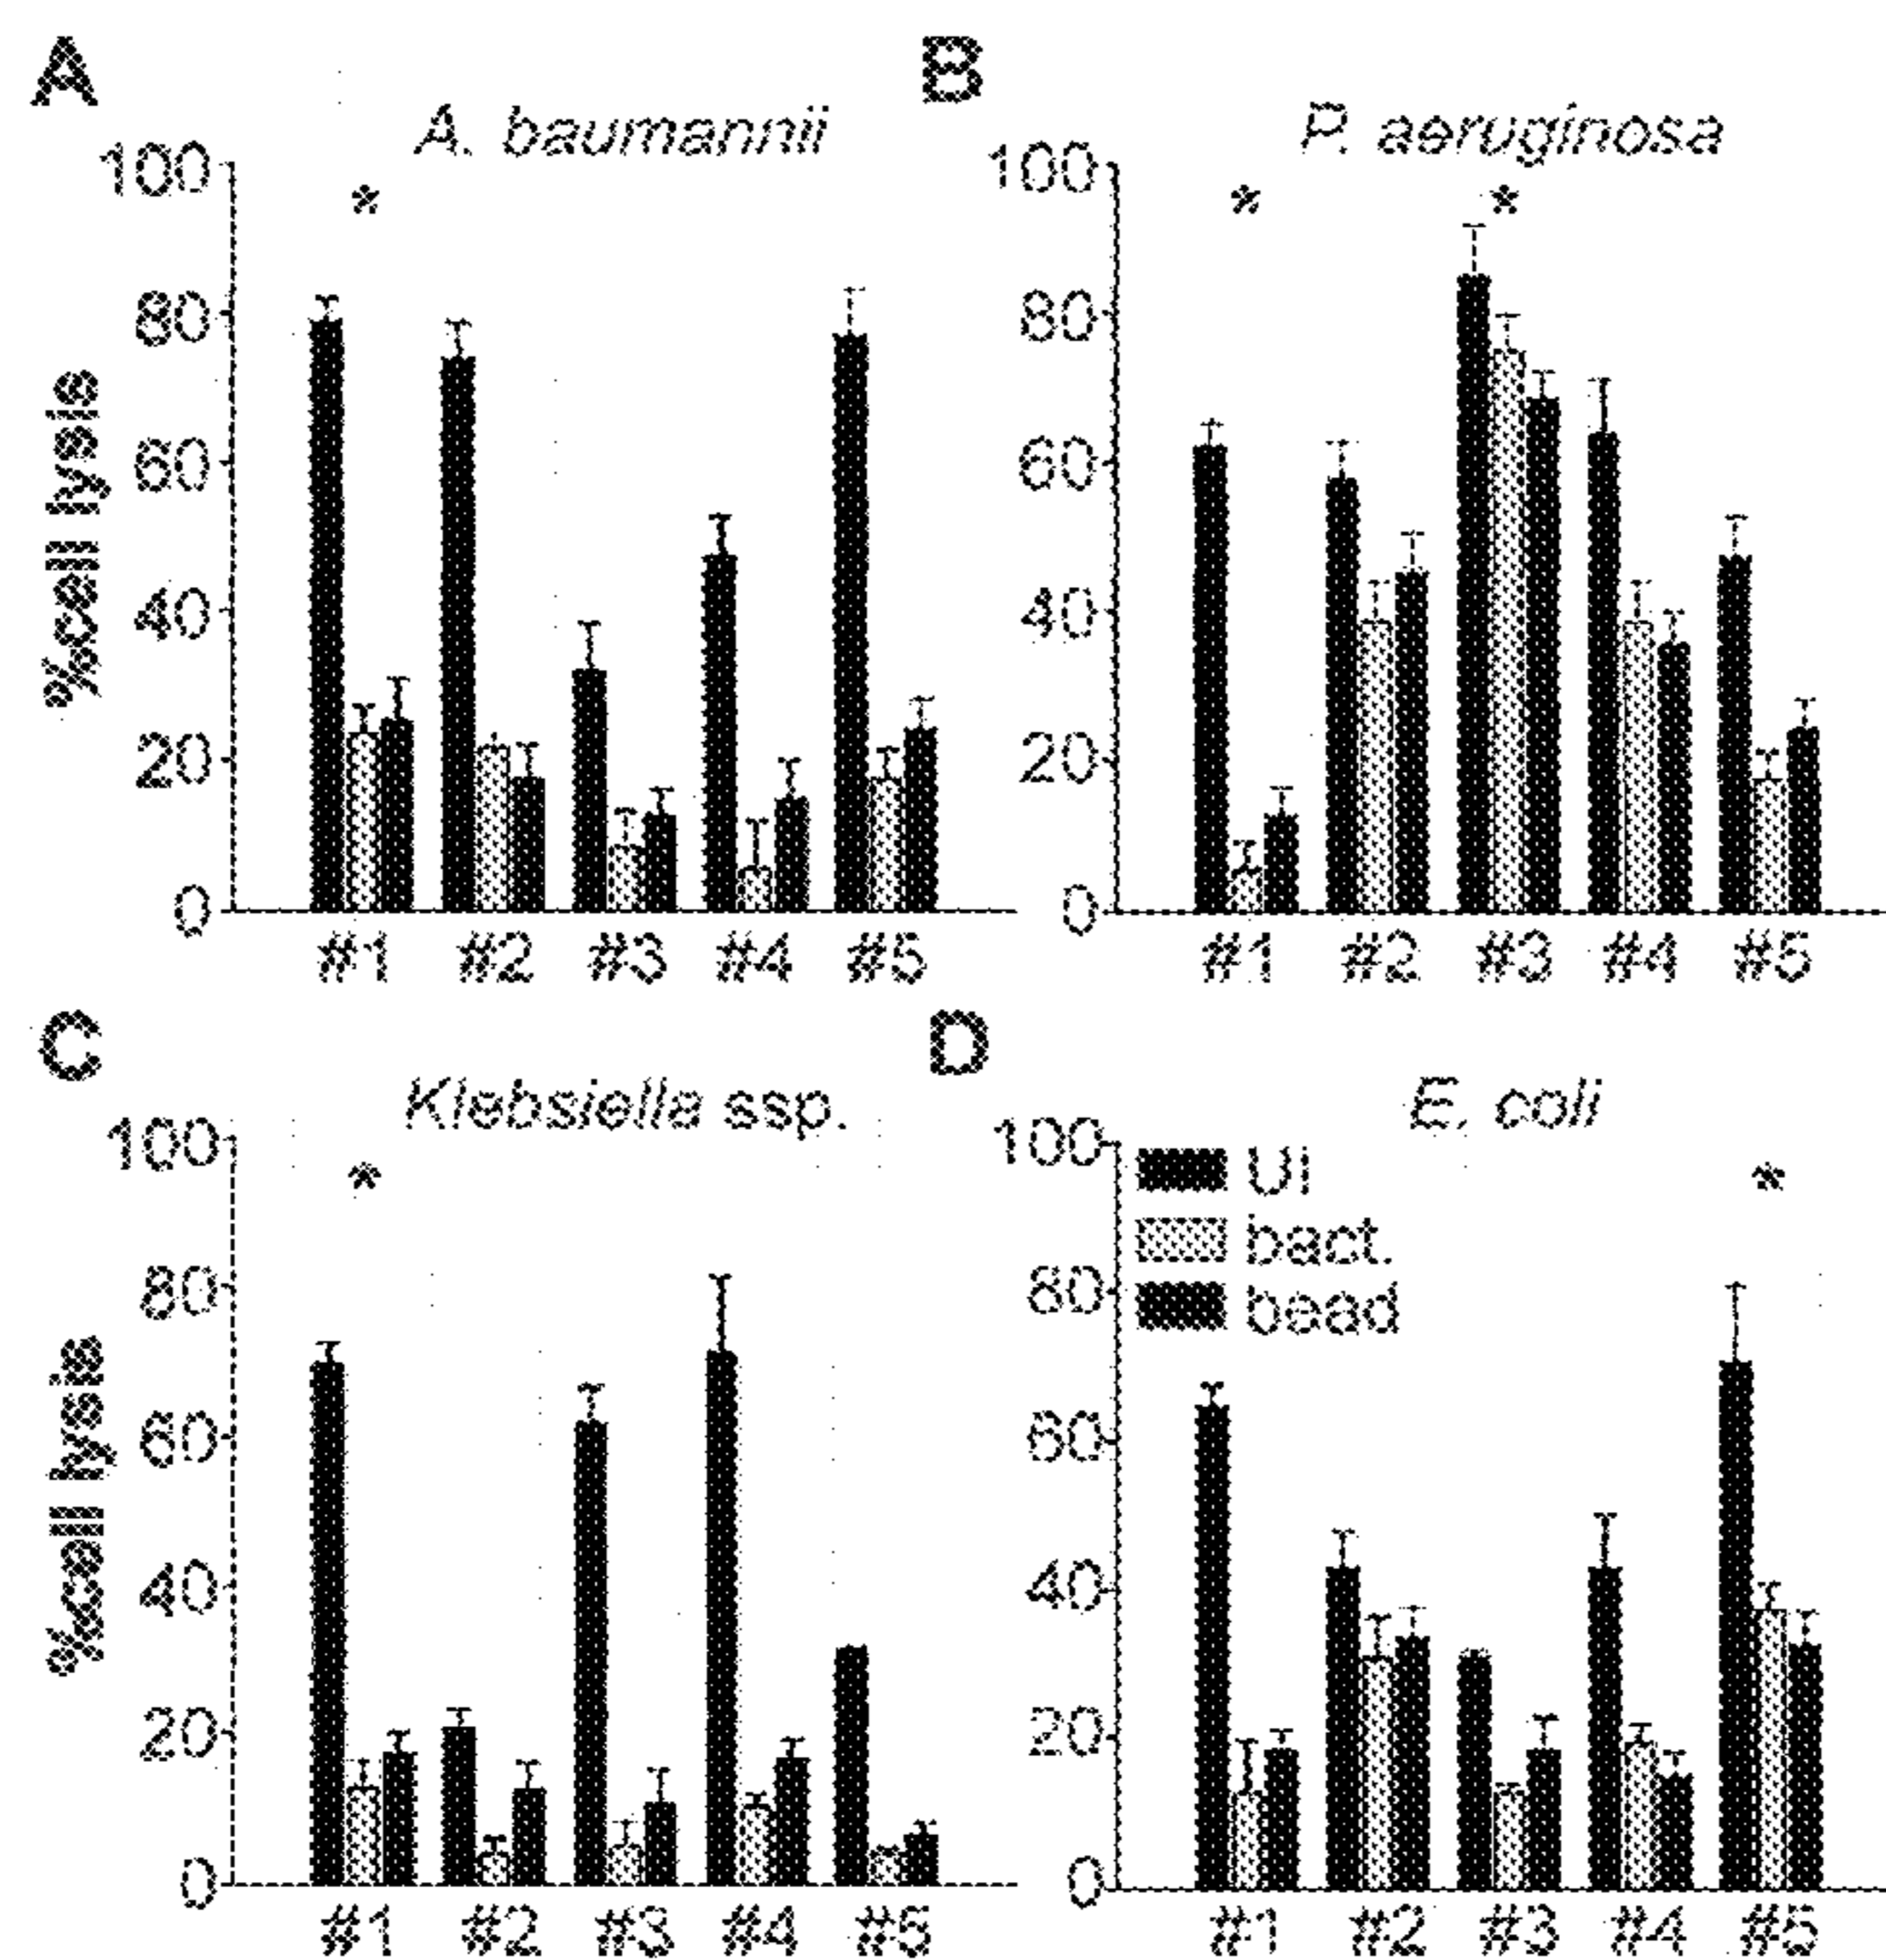 A
A. baumannii
%cell lysis
100
80
60
40
20
0
*
#1 #2 #3 #4 #5
B
P. aeruginosa
100
80
60
40
20
0
* *
#1 #2 #3 #4 #5
C
Klebsiella ssp.
%cell lysis
100
80
60
40
20
0
*
#1 #2 #3 #4 #5
D
E. coli
100
80
60
40
20
0
UI
bact.
bead
*
#1 #2 #3 #4 #5